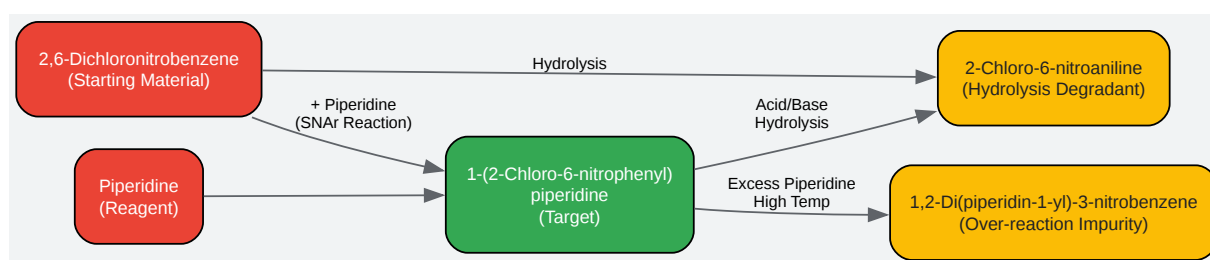 2,6-Dichloronitrobenzene
(Starting Material)
Hydrolysis
2-Chloro-6-nitroaniline
(Hydrolysis Degradant)
+ Piperidine
(SNAr Reaction)
Acid/Base
Hydrolysis
Piperidine
(Reagent)
1-(2-Chloro-6-nitrophenyl)
piperidine
(Target)
Excess Piperidine
High Temp
1,2-Di(piperidin-1-yl)-3-nitrobenzene
(Over-reaction Impurity)